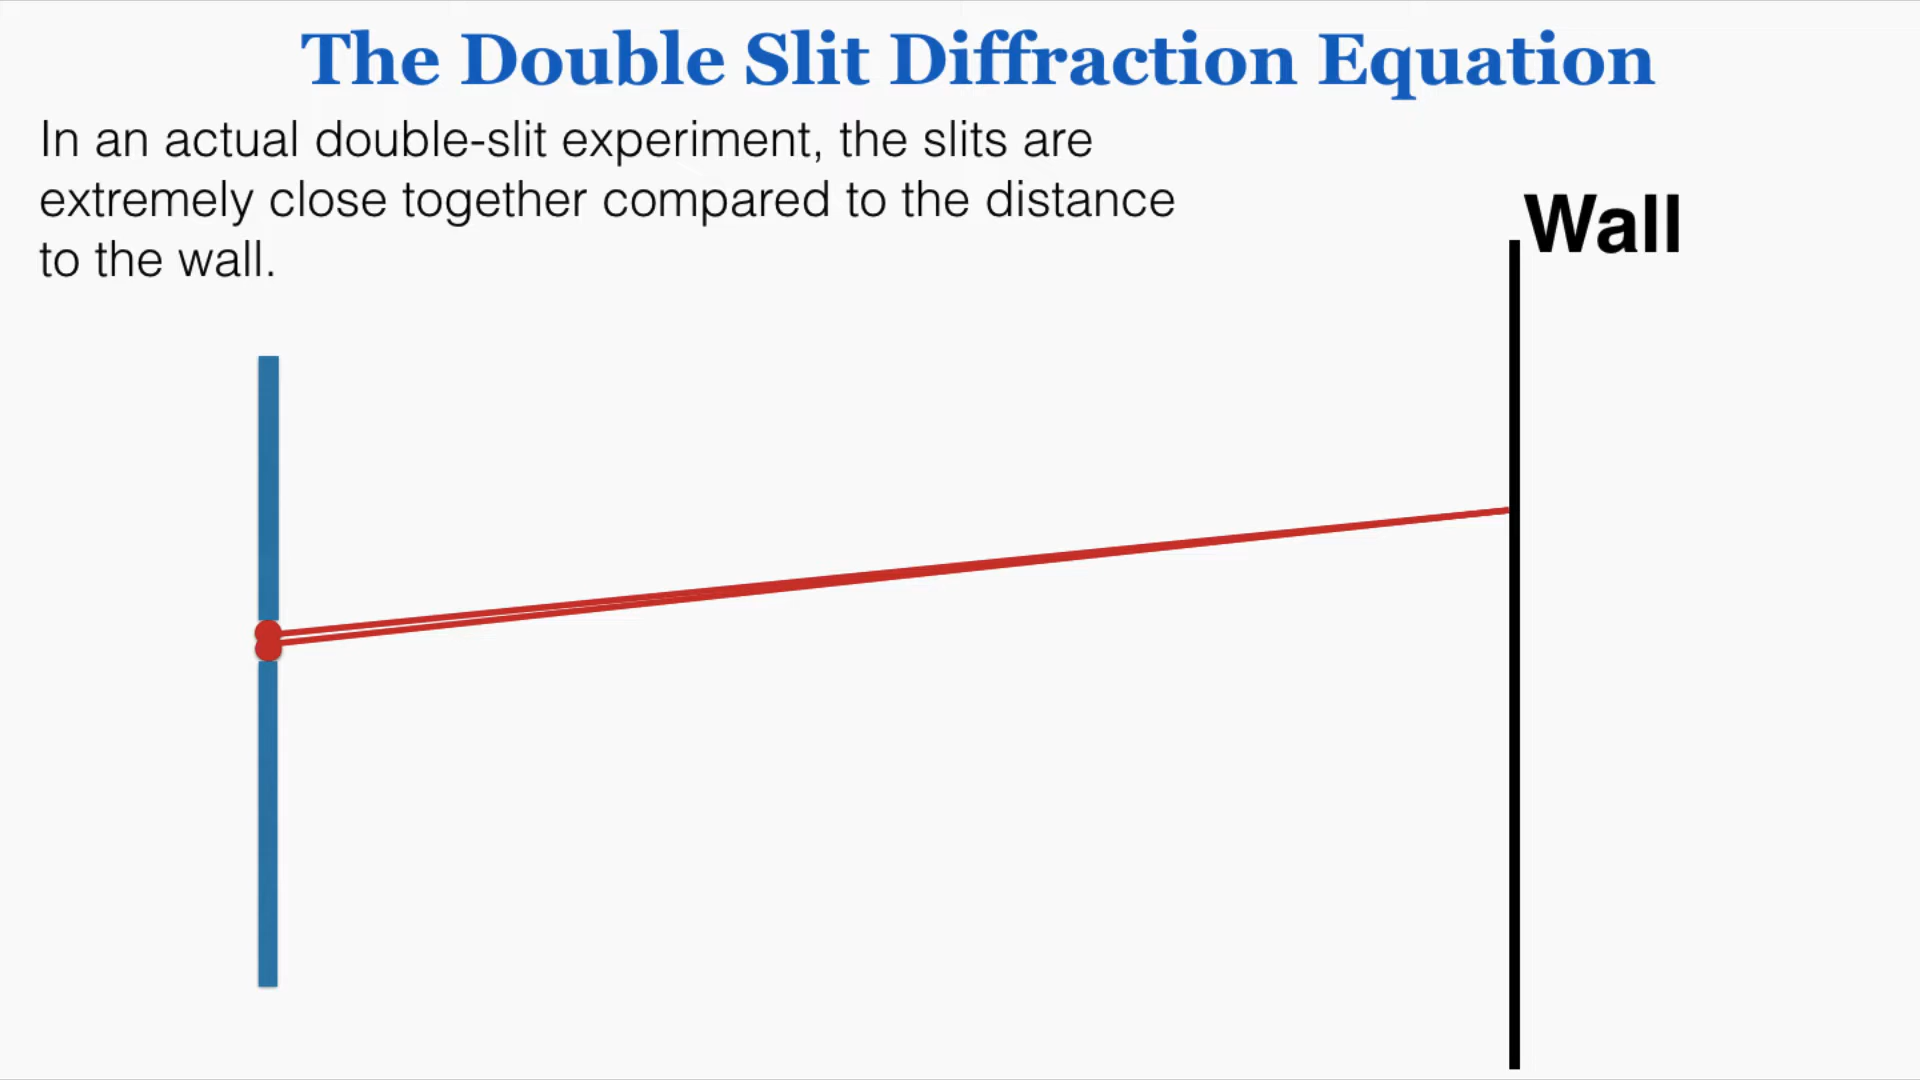 The Double Slit Diffraction Equation
In an actual double-slit experiment, the slits are
extremely close together compared to the distance
to the wall.
Wall